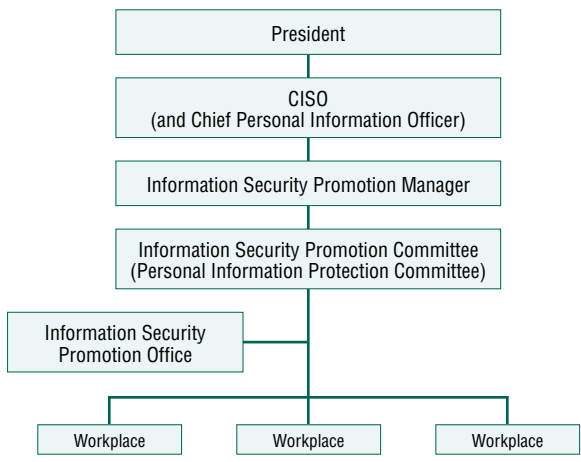 President
CISO
(and Chief Personal Information Officer)
Information Security Promotion Manager
Information Security Promotion Committee
(Personal Information Protection Committee)
Information Security
Promotion Office
Workplace
Workplace
Workplace